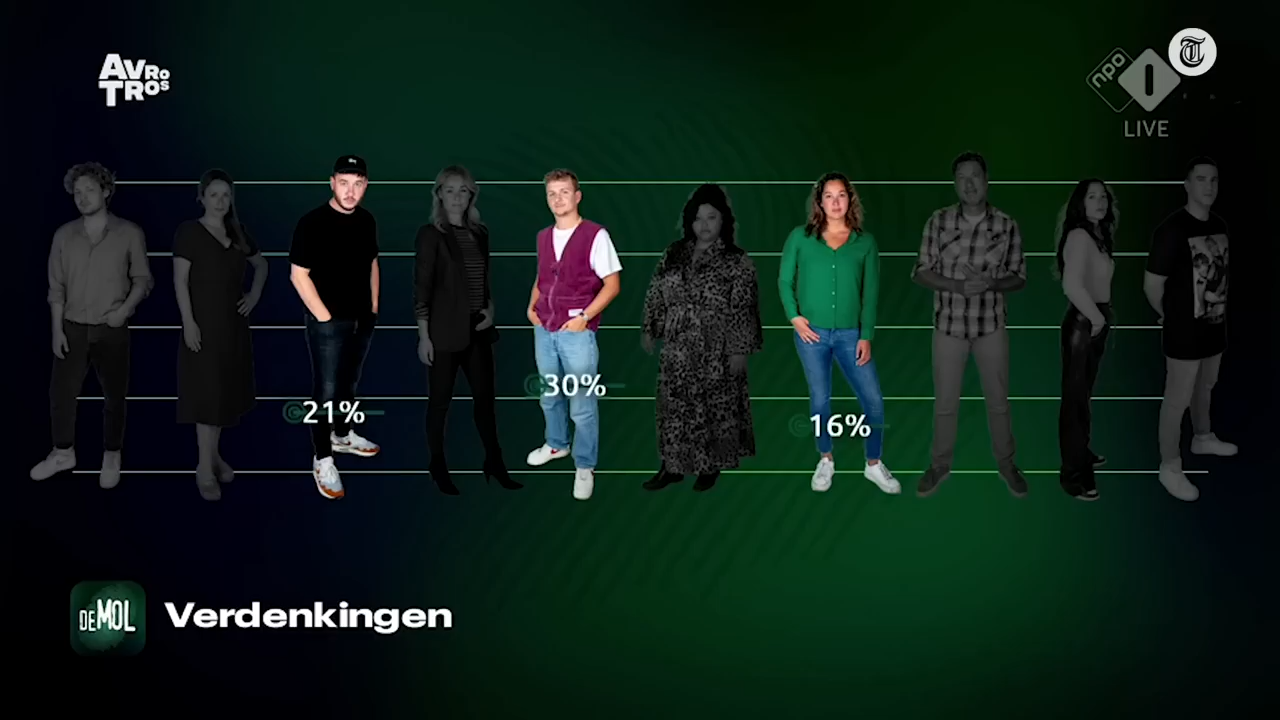 AVRO
TROS
npo
1
T
LIVE
30%
21%
16%
DE MOL
Verdenkingen